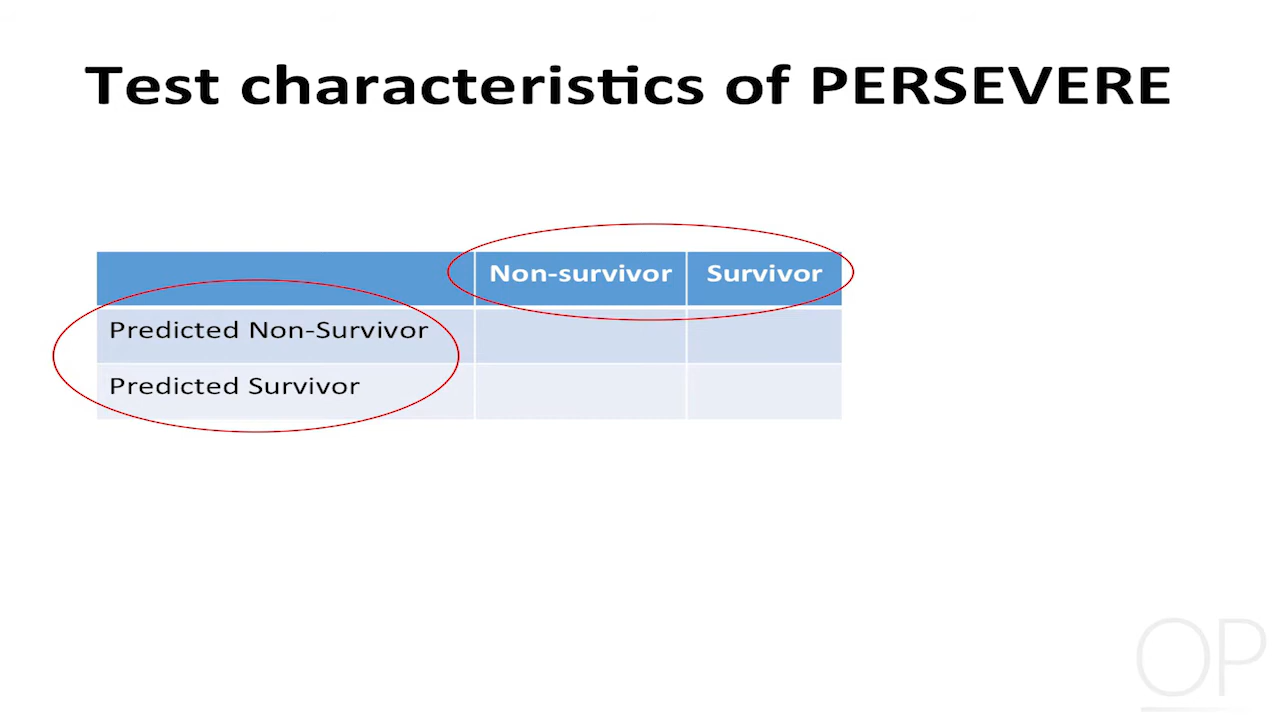 Test characteristics of PERSEVERE
Non-survivor Survivor
Predicted Non-Survivor
Predicted Survivor
OP